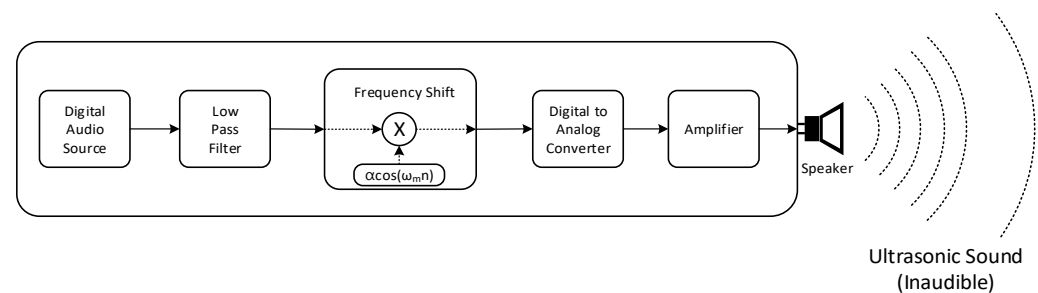 Digital
Audio
Source
Low
Pass
Filter
Frequency Shift
X
αcos(ωₘn)
Digital to
Analog
Converter
Amplifier
Speaker
Ultrasonic Sound
(Inaudible)